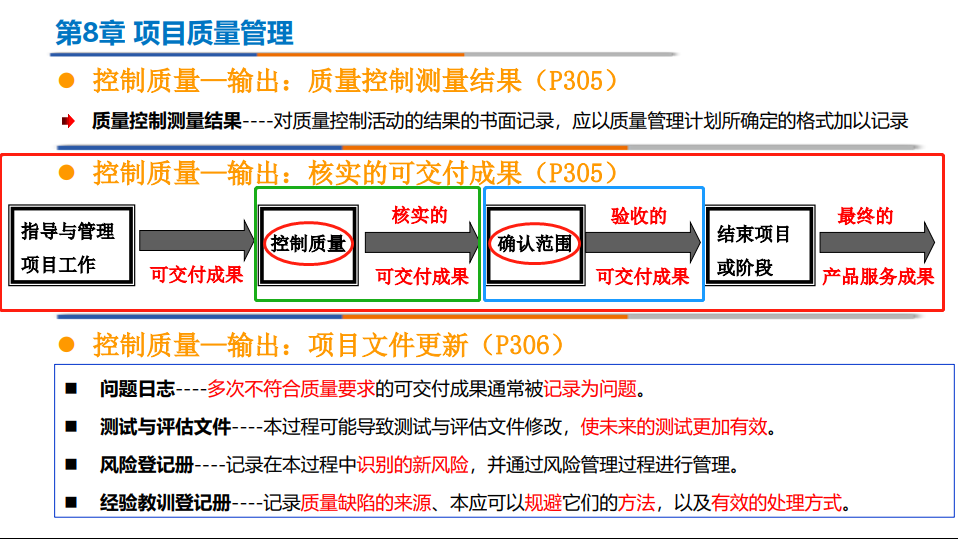 第8章 项目质量管理
控制质量—输出：质量控制测量结果（P305）
质量控制测量结果----对质量控制活动的结果的书面记录，应以质量管理计划所确定的格式加以记录
控制质量—输出：核实的可交付成果（P305）
指导与管理
项目工作
可交付成果
控制质量
核实的
可交付成果
确认范围
验收的
可交付成果
结束项目
或阶段
最终的
产品服务成果
控制质量—输出：项目文件更新（P306）
问题日志----多次不符合质量要求的可交付成果通常被记录为问题。
测试与评估文件----本过程可能导致测试与评估文件修改，使未来的测试更加有效。
风险登记册----记录在本过程中识别的新风险，并通过风险管理过程进行管理。
经验教训登记册----记录质量缺陷的来源、本应可以规避它们的方法，以及有效的处理方式。